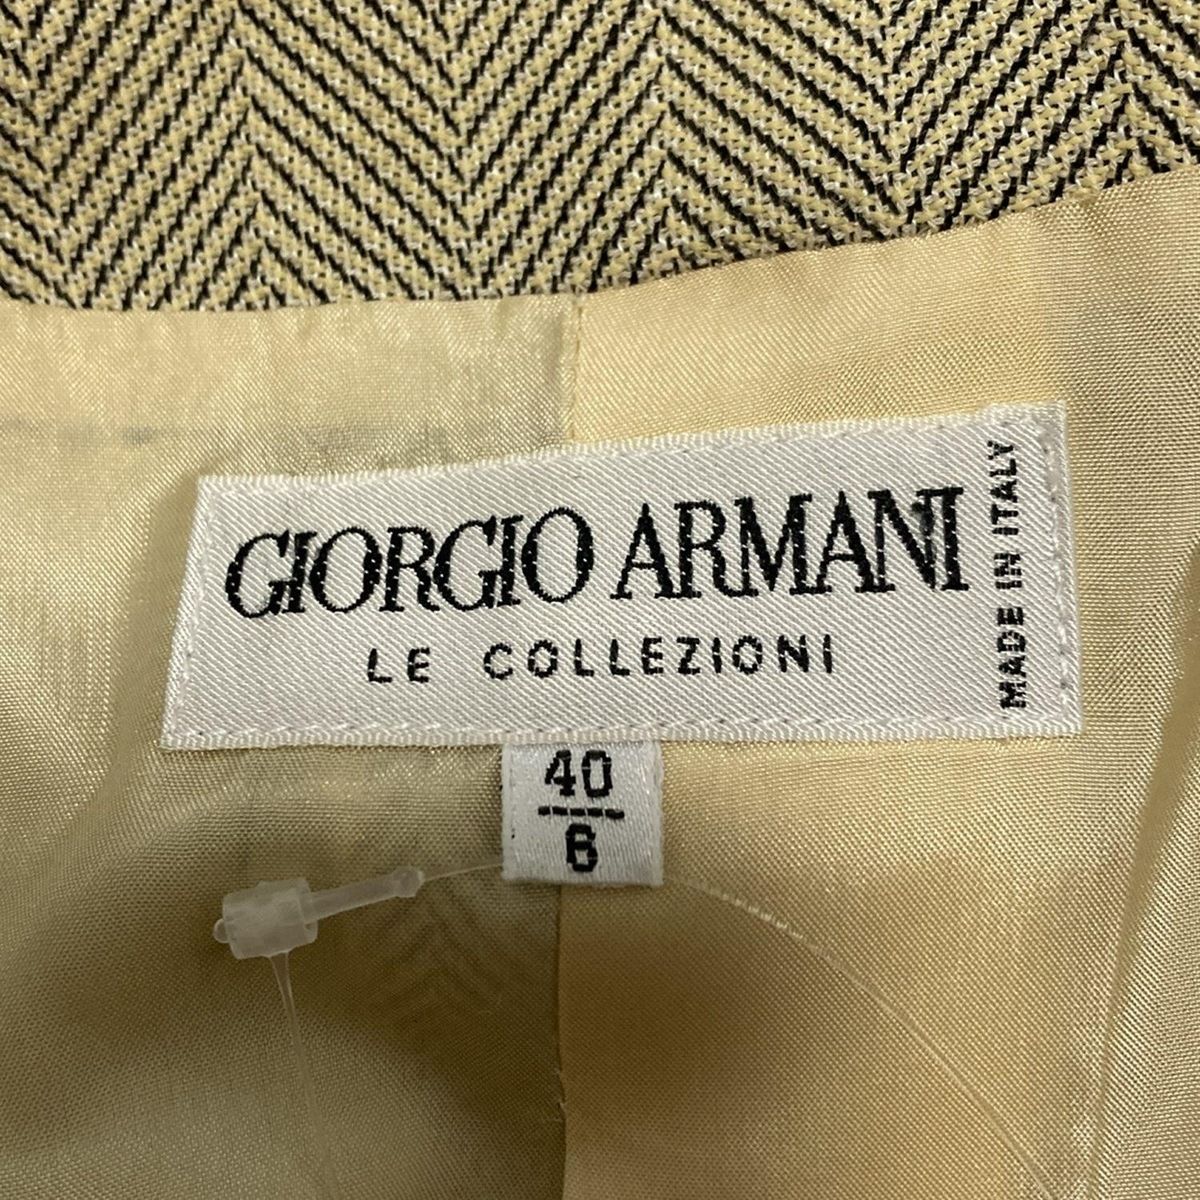 GIORGIO ARMANI
LE COLLEZIONI
MADE IN ITALY
40
6